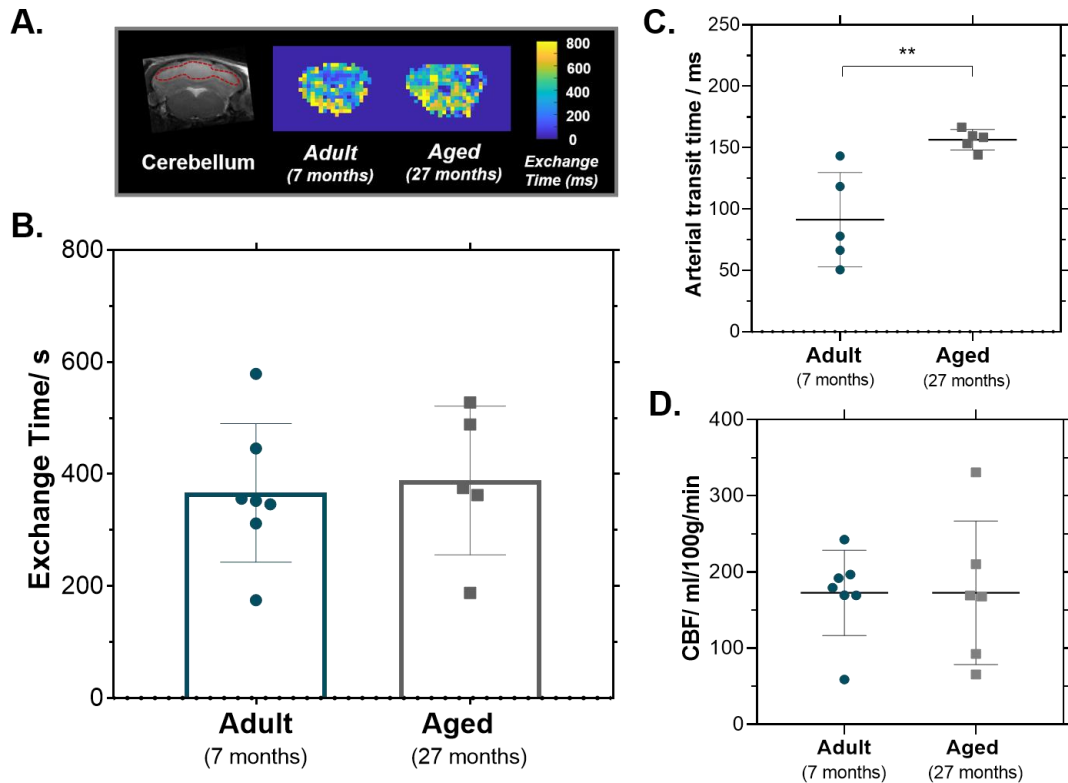 A.
800
600
400
200
0
Cerebellum
Adult
(7 months)
Aged
(27 months)
Exchange
Time (ms)
B.
Exchange Time/ s
800
600
400
200
0
Adult
(7 months)
Aged
(27 months)
C.
Arterial transit time / ms
250
200
150
100
50
0
**
Adult
(7 months)
Aged
(27 months)
D.
CBF/ ml/100g/min
400
300
200
100
0
Adult
(7 months)
Aged
(27 months)